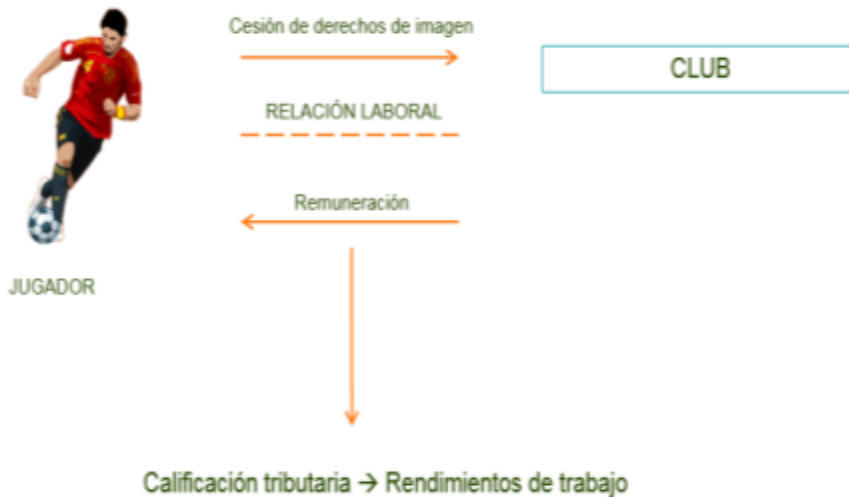 Cesión de derechos de imagen
CLUB
RELACIÓN LABORAL
Remuneración
JUGADOR
Calificación tributaria → Rendimientos de trabajo